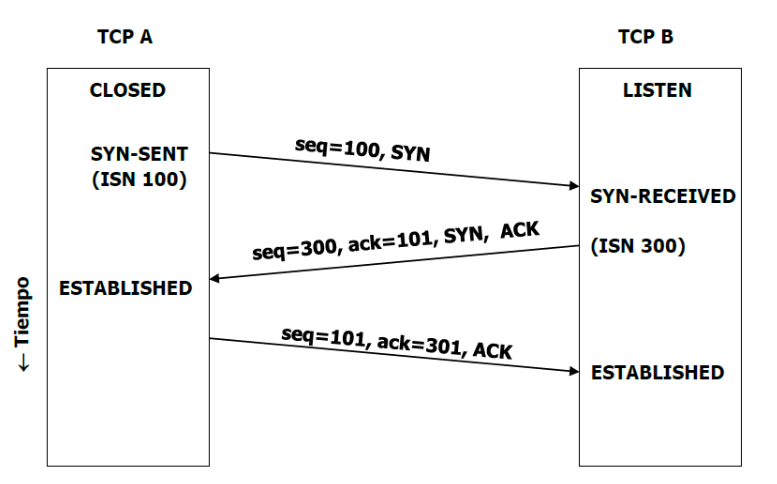 TCP A
TCP B
CLOSED
LISTEN
SYN-SENT
(ISN 100)
seq=100, SYN
SYN-RECEIVED
seq=300, ack=101, SYN, ACK
(ISN 300)
ESTABLISHED
← Tiempo
seq=101, ack=301, ACK
ESTABLISHED